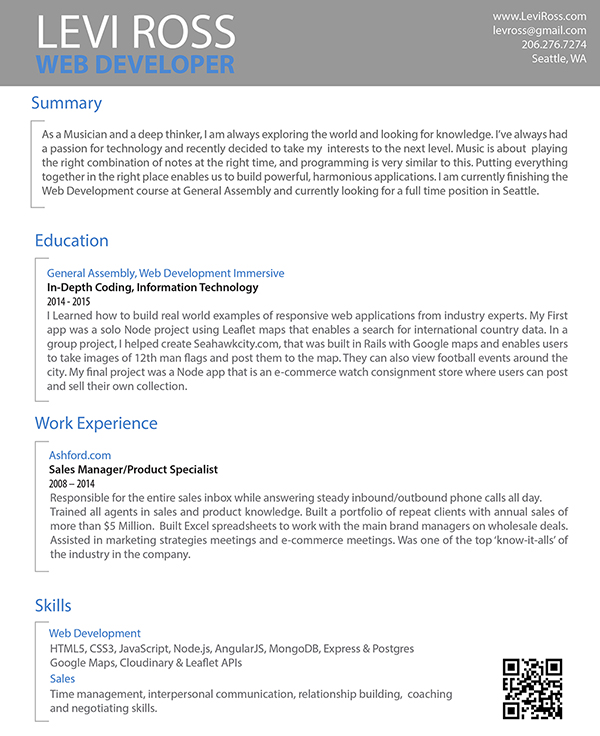 LEVI ROSS
WEB DEVELOPER
www.LeviRoss.com
levross@gmail.com
206.276.7274
Seattle, WA
Summary
As a Musician and a deep thinker, I am always exploring the world and looking for knowledge. I've always had
a passion for technology and recently decided to take my interests to the next level. Music is about playing
the right combination of notes at the right time, and programming is very similar to this. Putting everything
together in the right place enables us to build powerful, harmonious applications. I am currently finishing the
Web Development course at General Assembly and currently looking for a full time position in Seattle.
Education
General Assembly, Web Development Immersive
In-Depth Coding, Information Technology
2014 - 2015
I Learned how to build real world examples of responsive web applications from industry experts. My First
app was a solo Node project using Leaflet maps that enables a search for international country data. In a
group project, I helped create Seahawkcity.com, that was built in Rails with Google maps and enables users
to take images of 12th man flags and post them to the map. They can also view football events around the
city. My final project was a Node app that is an e-commerce watch consignment store where users can post
and sell their own collection.
Work Experience
Ashford.com
Sales Manager/Product Specialist
2008 – 2014
Responsible for the entire sales inbox while answering steady inbound/outbound phone calls all day.
Trained all agents in sales and product knowledge. Built a portfolio of repeat clients with annual sales of
more than $5 Million. Built Excel spreadsheets to work with the main brand managers on wholesale deals.
Assisted in marketing strategies meetings and e-commerce meetings. Was one of the top 'know-it-alls' of
the industry in the company.
Skills
Web Development
HTML5, CSS3, JavaScript, Node.js, AngularJS, MongoDB, Express & Postgres
Google Maps, Cloudinary & Leaflet APIs
Sales
Time management, interpersonal communication, relationship building, coaching
and negotiating skills.